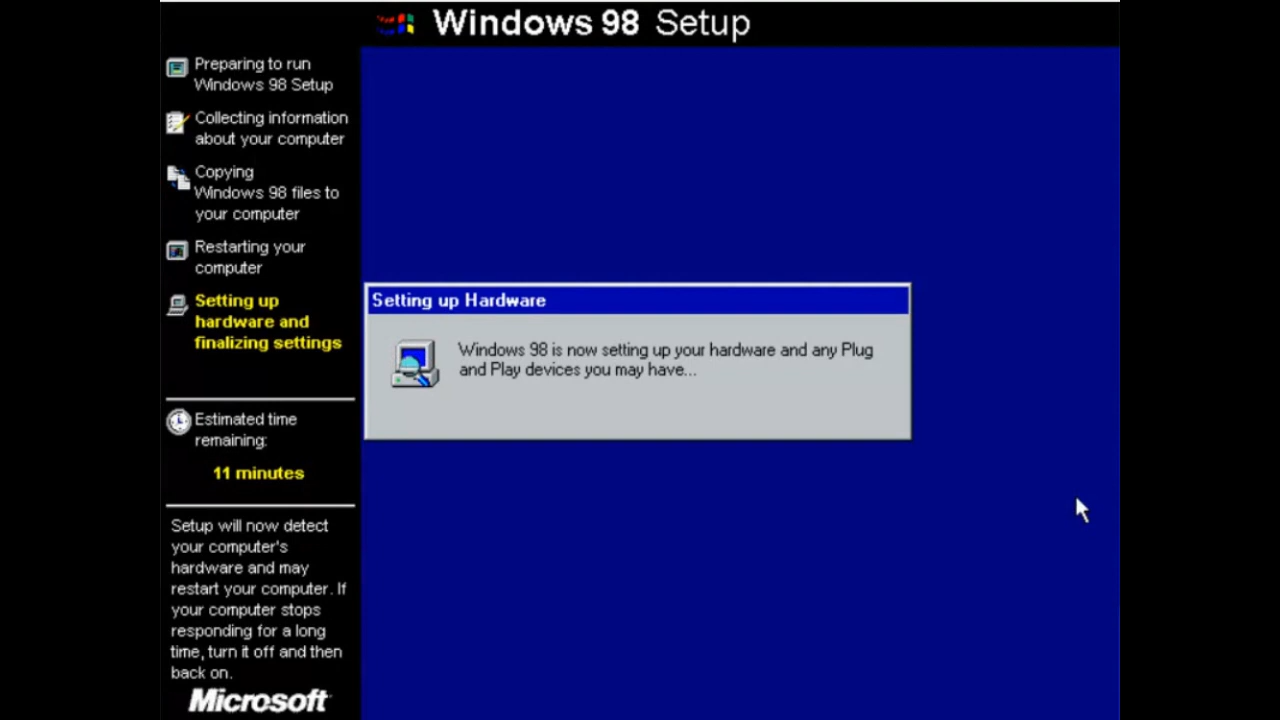 Windows 98 Setup
Preparing to run
Windows 98 Setup
Collecting information
about your computer
Copying
Windows 98 files to
your computer
Restarting your
computer
Setting up
hardware and
finalizing settings
Estimated time
remaining:
11 minutes
Setup will now detect
your computer's
hardware and may
restart your computer. If
your computer stops
responding for a long
time, turn it off and then
back on.
Microsoft
Setting up Hardware
Windows 98 is now setting up your hardware and any Plug
and Play devices you may have...